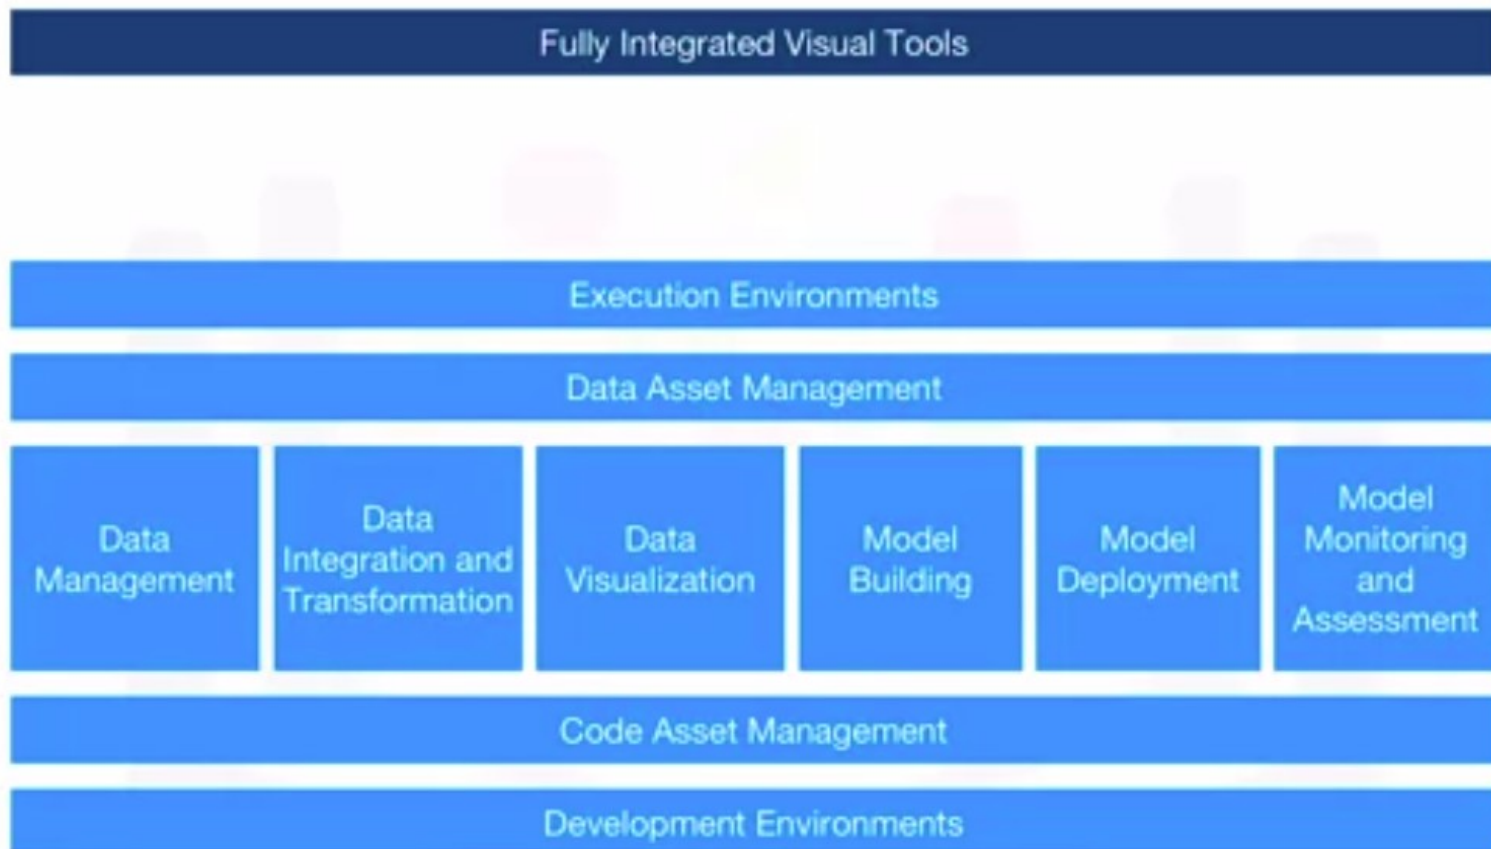 Fully Integrated Visual Tools
Execution Environments
Data Asset Management
Data
Management
Data
Integration and
Transformation
Data
Visualization
Model
Building
Model
Deployment
Model
Monitoring
and
Assessment
Code Asset Management
Development Environments